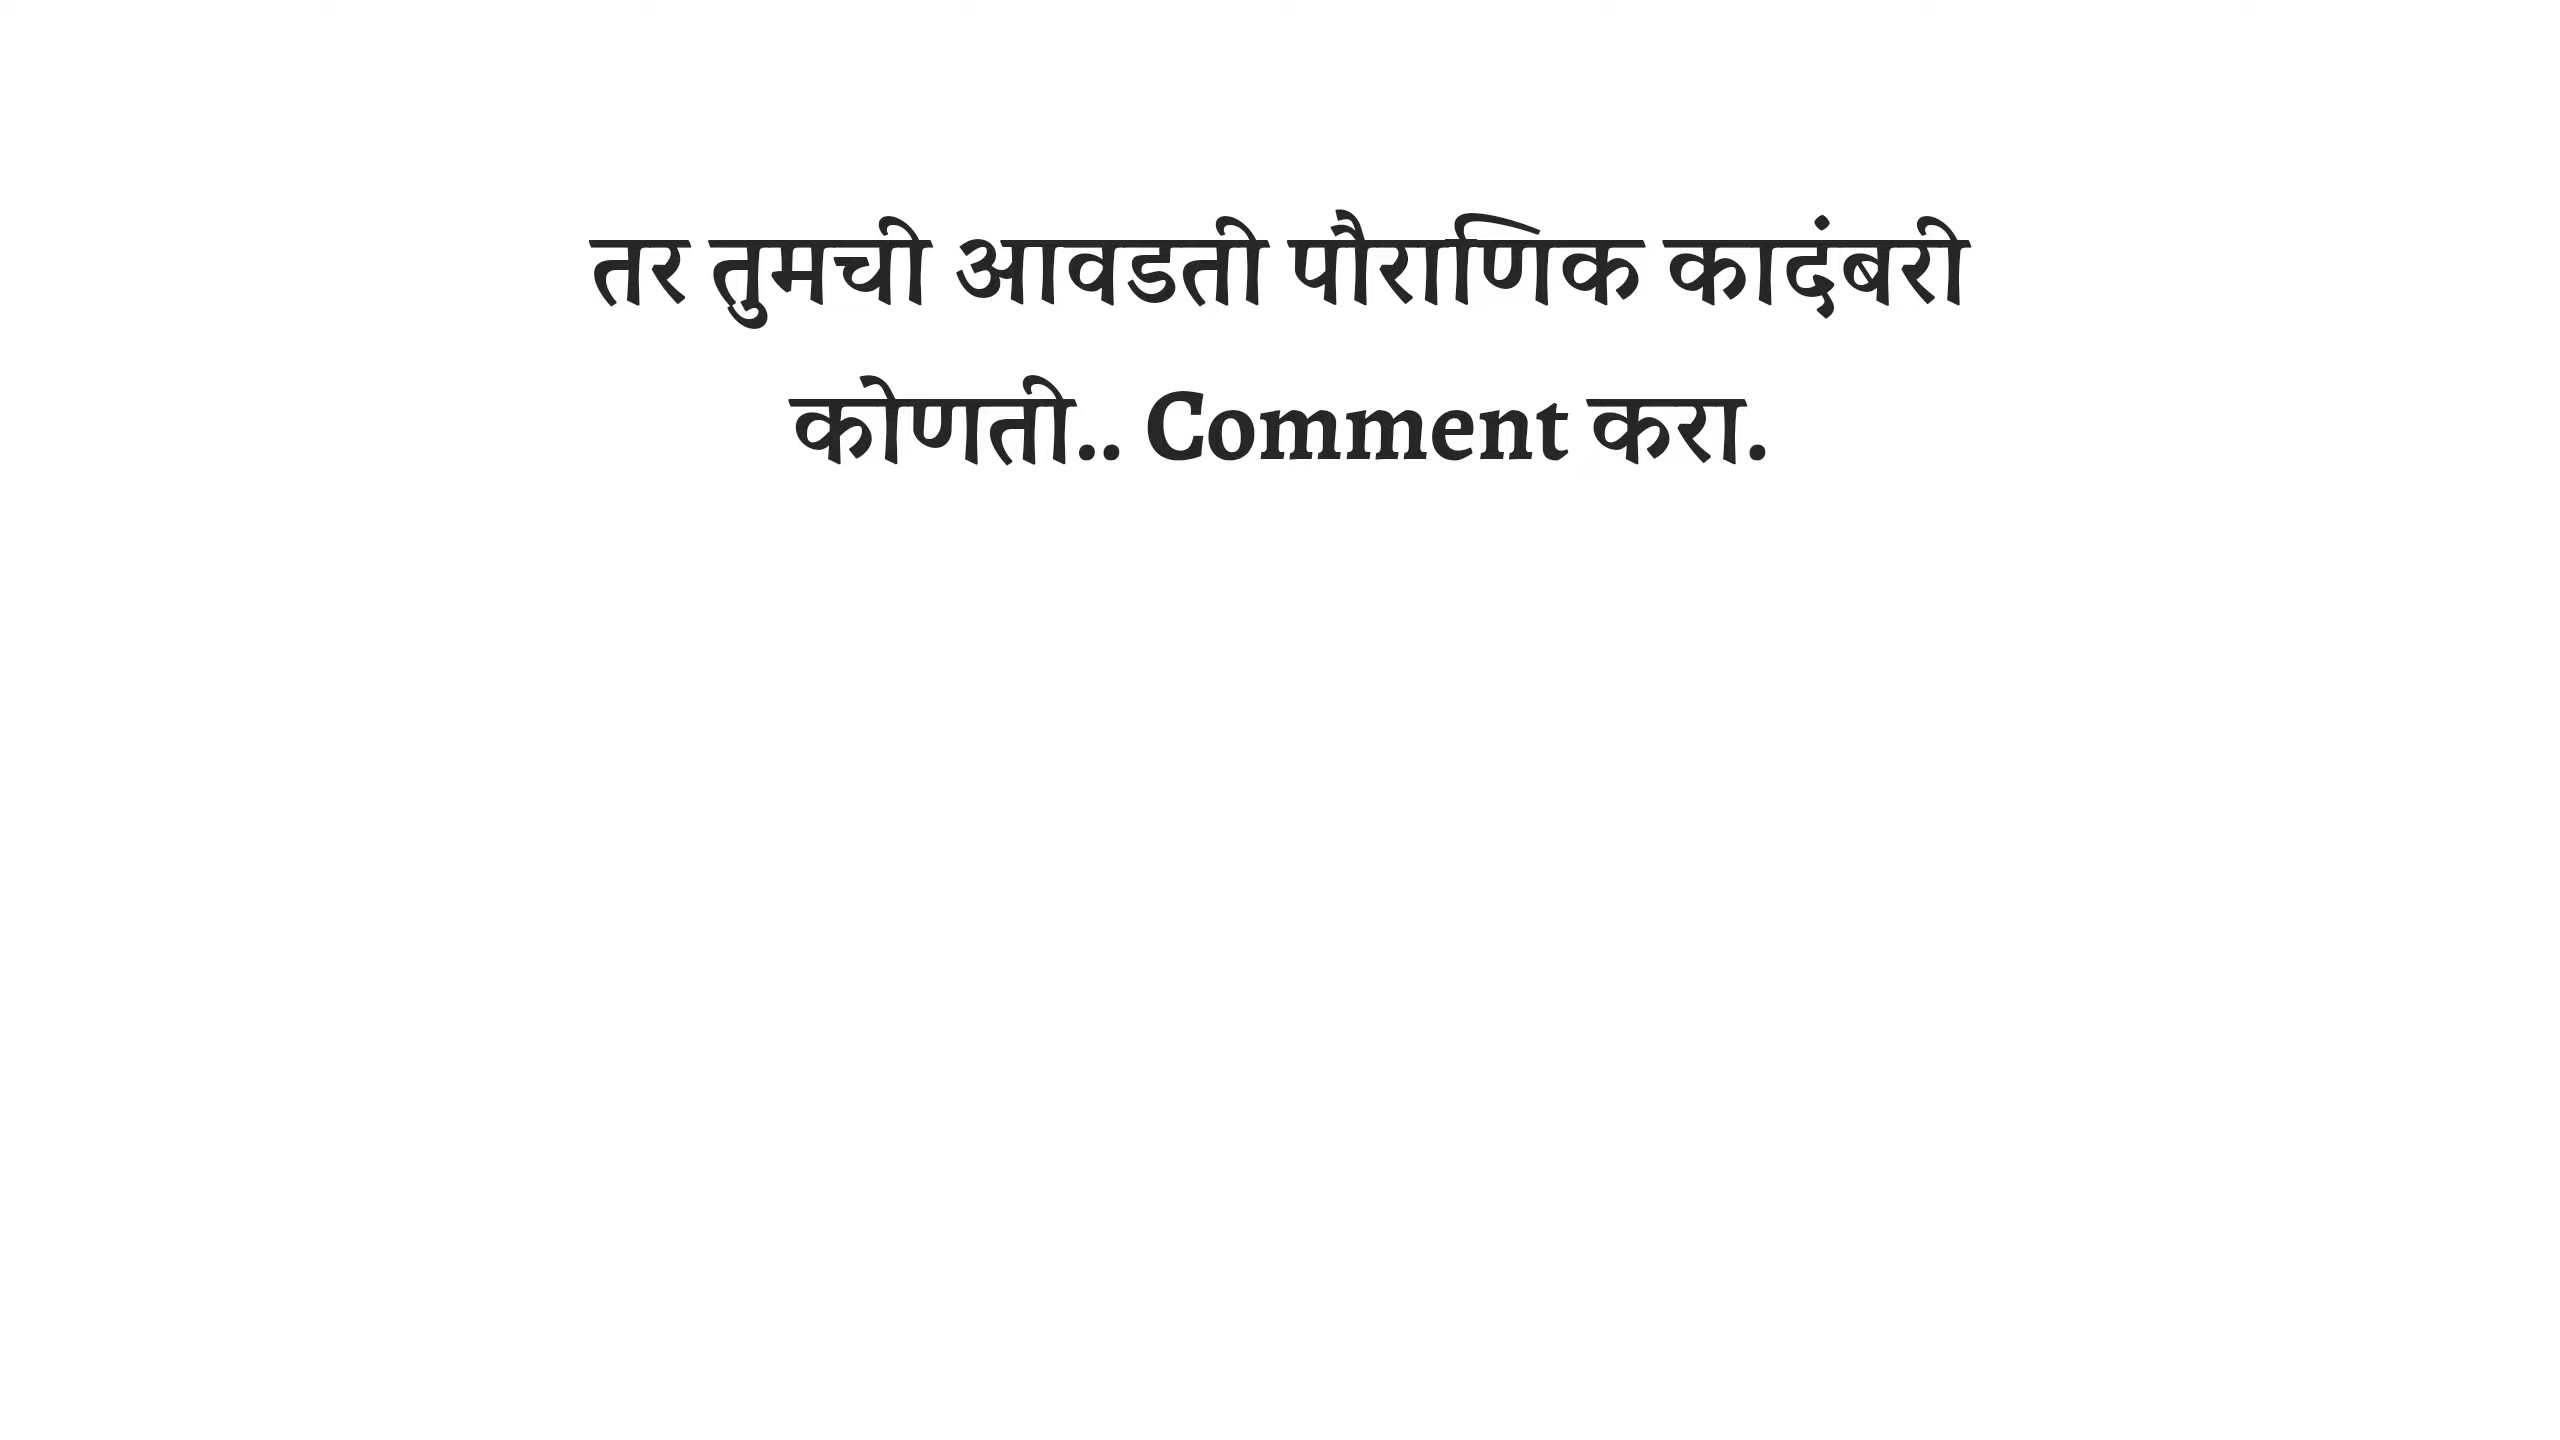 तर तुमची आवडती पौराणिक कादंबरी
कोणती.. Comment करा.